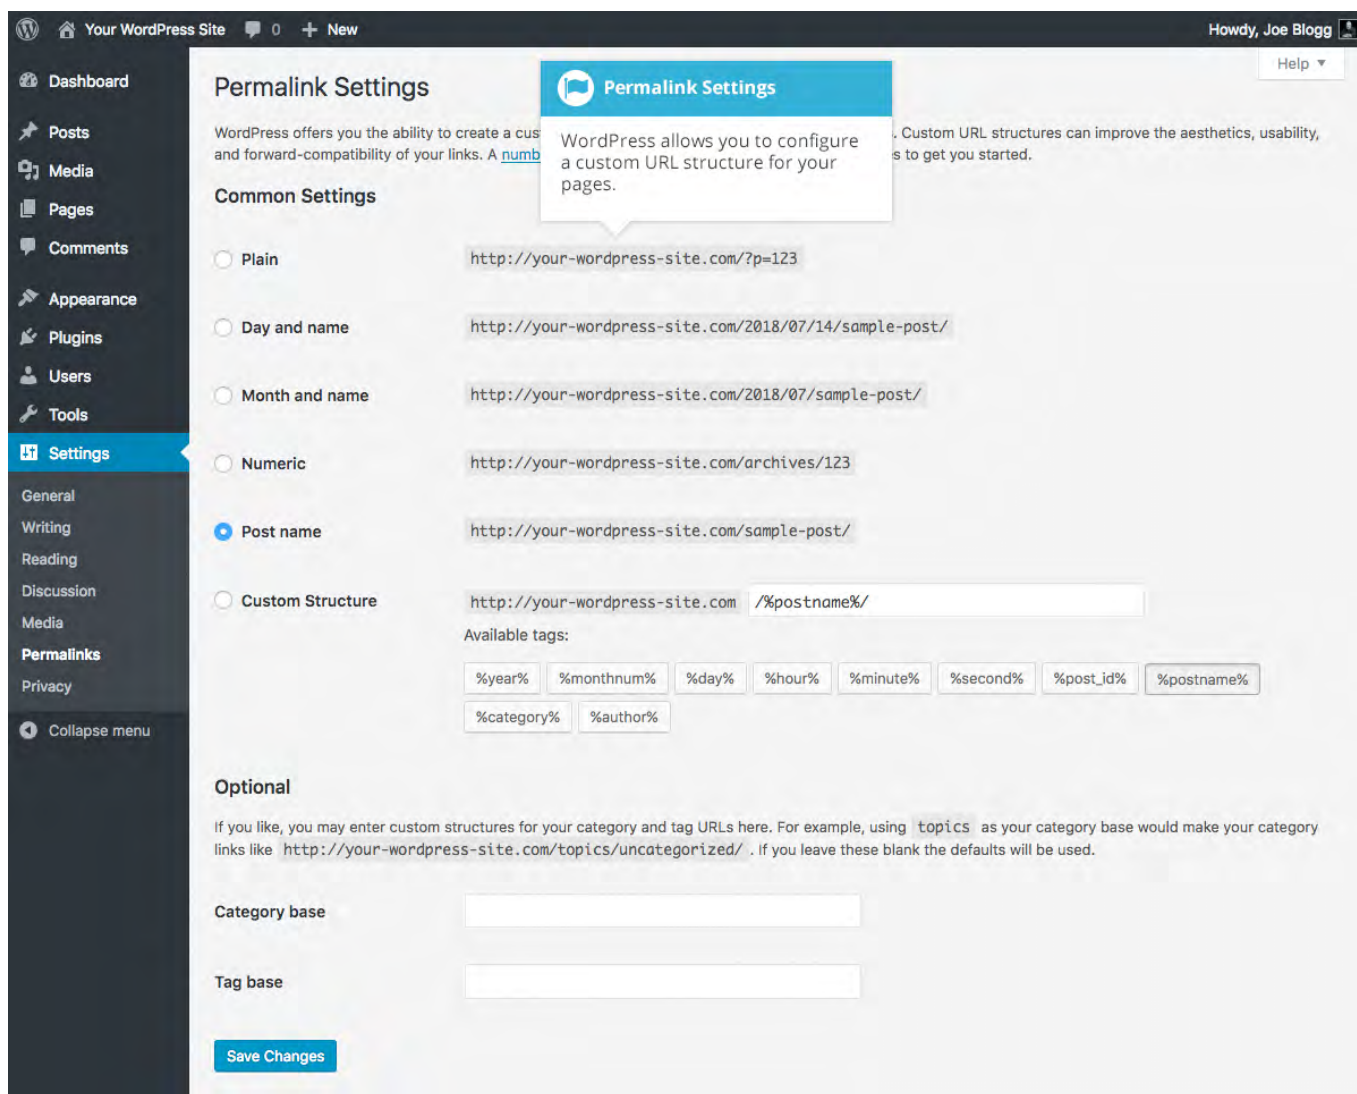 Your WordPress Site 0 + New Howdy, Joe Blogg
Help ▼
Dashboard
Posts
Media
Pages
Comments
Appearance
Plugins
Users
Tools
Settings
General
Writing
Reading
Discussion
Media
Permalinks
Privacy
Collapse menu
Permalink Settings
Permalink Settings
WordPress allows you to configure
a custom URL structure for your
pages.
WordPress offers you the ability to create a cus . Custom URL structures can improve the aesthetics, usability,
and forward-compatibility of your links. A numb es to get you started.
Common Settings
Plain http://your-wordpress-site.com/?p=123
Day and name http://your-wordpress-site.com/2018/07/14/sample-post/
Month and name http://your-wordpress-site.com/2018/07/sample-post/
Numeric http://your-wordpress-site.com/archives/123
Post name http://your-wordpress-site.com/sample-post/
Custom Structure http://your-wordpress-site.com /%postname%/
Available tags:
%year% %monthnum% %day% %hour% %minute% %second% %post_id% %postname%
%category% %author%
Optional
If you like, you may enter custom structures for your category and tag URLs here. For example, using topics as your category base would make your category
links like http://your-wordpress-site.com/topics/uncategorized/ . If you leave these blank the defaults will be used.
Category base
Tag base
Save Changes